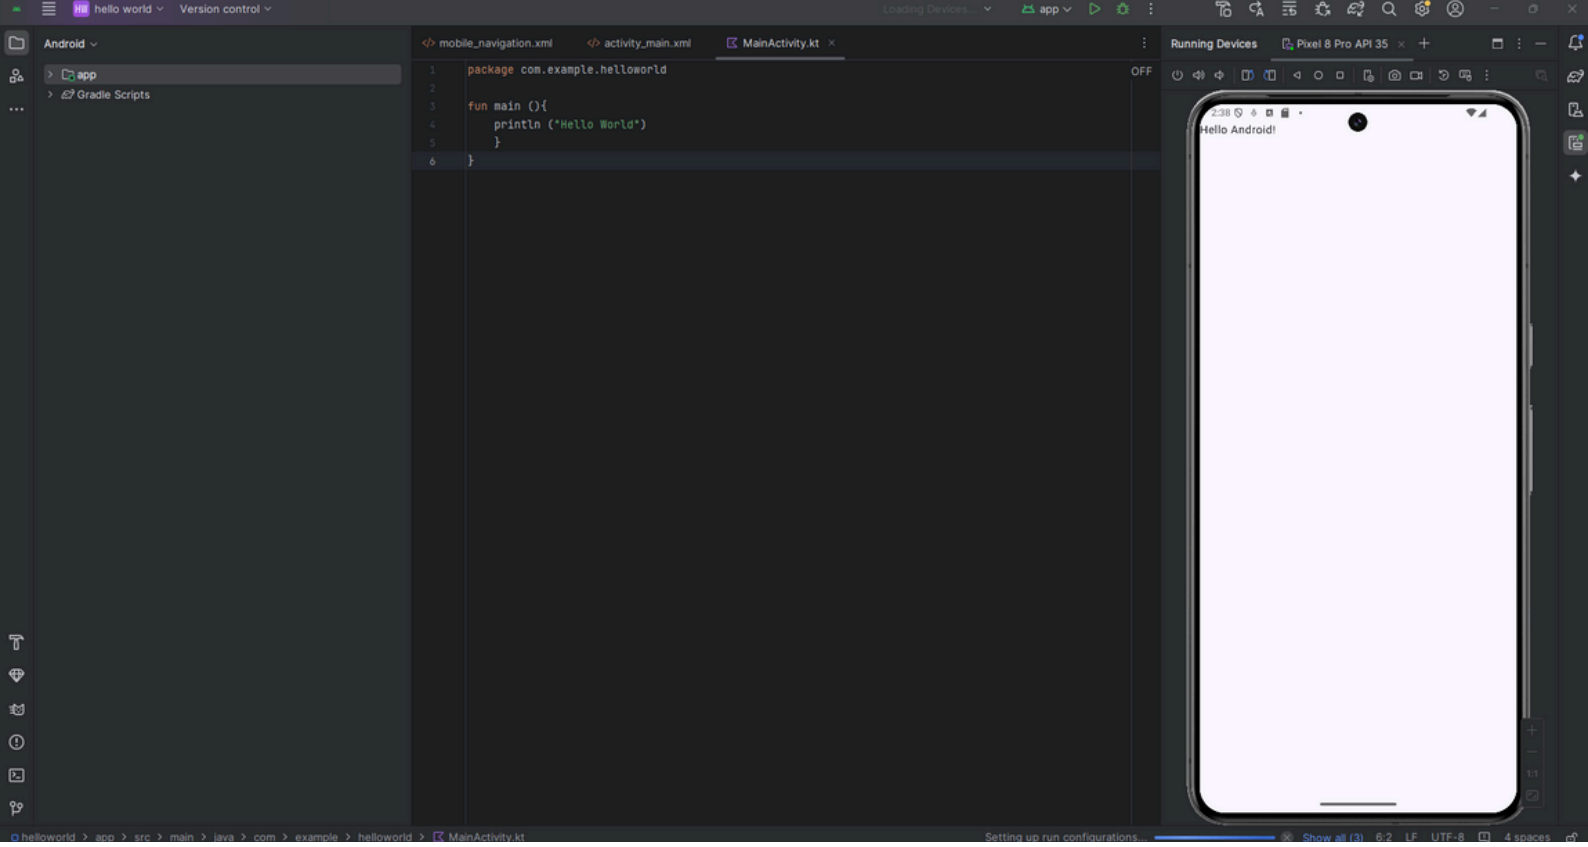 HW hello world Version control Loading Devices... app
Android
app
Gradle Scripts
mobile_navigation.xml activity_main.xml MainActivity.kt
1 package com.example.helloworld
2
3 fun main (){
4 println ("Hello World")
5 }
6 }
OFF
Running Devices Pixel 8 Pro API 35
2:38
Hello Android!
1:1
helloworld > app > src > main > java > com > example > helloworld > MainActivity.kt
Setting up run configurations... Show all (3) 6:2 LF UTF-8 4 spaces